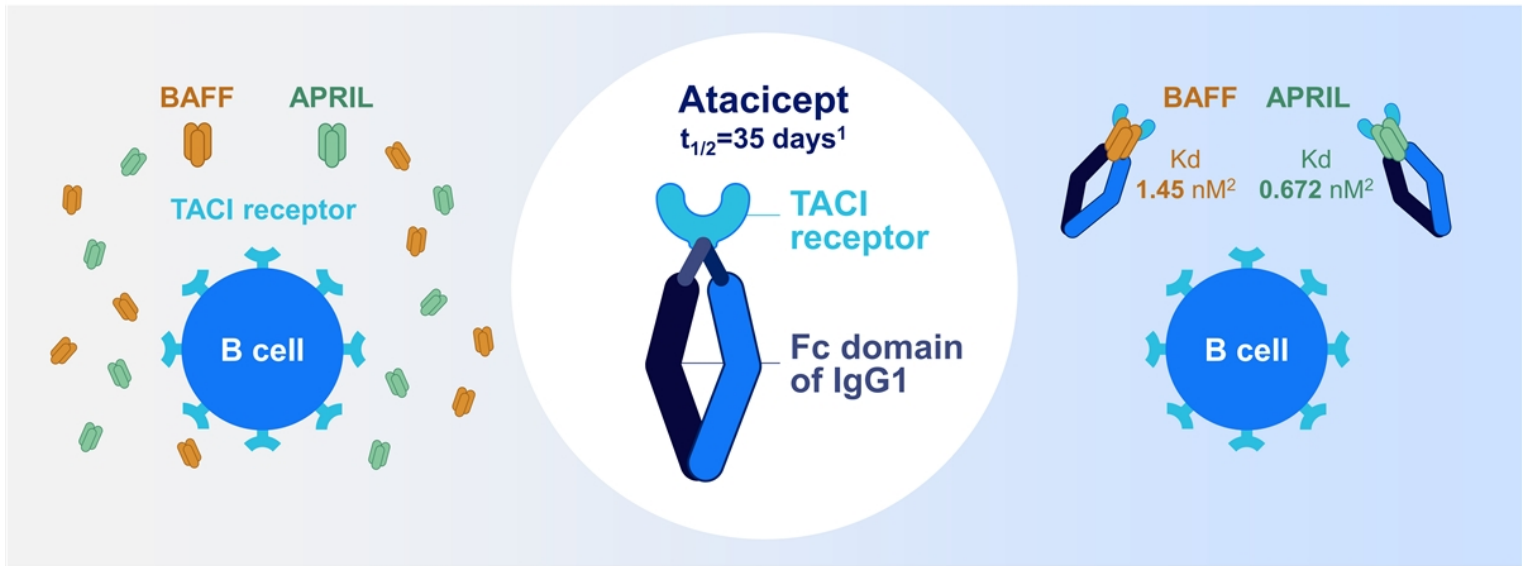 BAFF APRIL
TACI receptor
B cell
Atacicept
t1/2=35 days¹
TACI
receptor
Fc domain
of IgG1
BAFF APRIL
Kd Kd
1.45 nM² 0.672 nM²
B cell